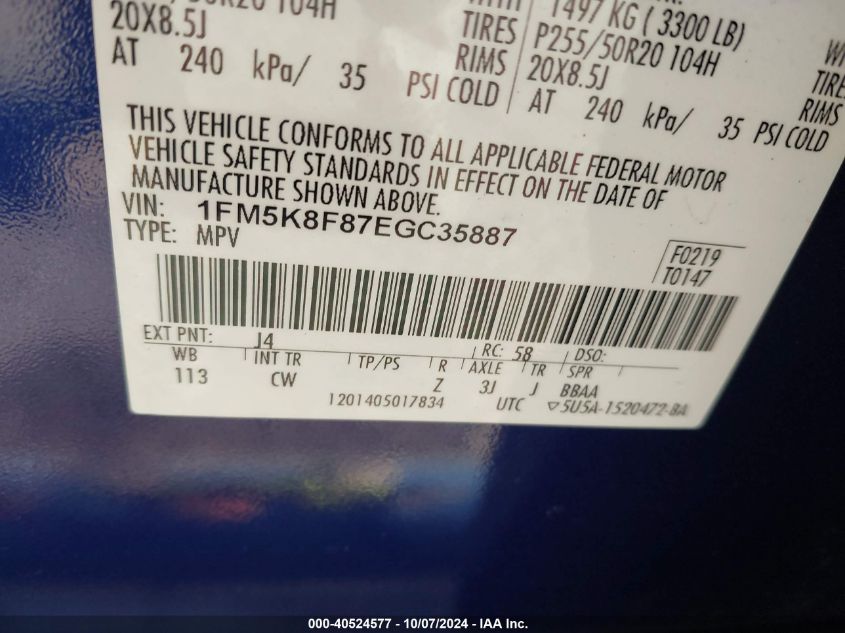 50R20 104H
20X8.5J
AT 240 kPa/ 35 PSI COLD
TIRES
RIMS
1497 KG ( 3300 LB)
P255/50R20 104H
20X8.5J
AT 240 kPa/ 35 PSI COLD
TIRE
RIMS
THIS VEHICLE CONFORMS TO ALL APPLICABLE FEDERAL MOTOR
VEHICLE SAFETY STANDARDS IN EFFECT ON THE DATE OF
MANUFACTURE SHOWN ABOVE.
VIN: 1FM5K8F87EGC35887
TYPE: MPV
F0219
T0147
EXT PNT: J4 RC: 58 DSO:
WB INT TR TP/PS R AXLE TR SPR
113 CW Z 3J J BBAA
1201405017834 UTC ▽5U5A-1520472-BA
000-40524577 - 10/07/2024 - IAA Inc.